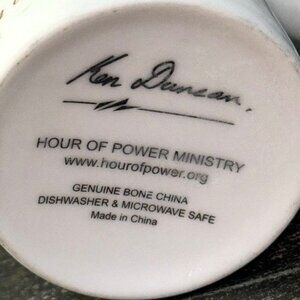 Ken Duncan.
HOUR OF POWER MINISTRY
www.hourofpower.org
GENUINE BONE CHINA
DISHWASHER & MICROWAVE SAFE
Made in China